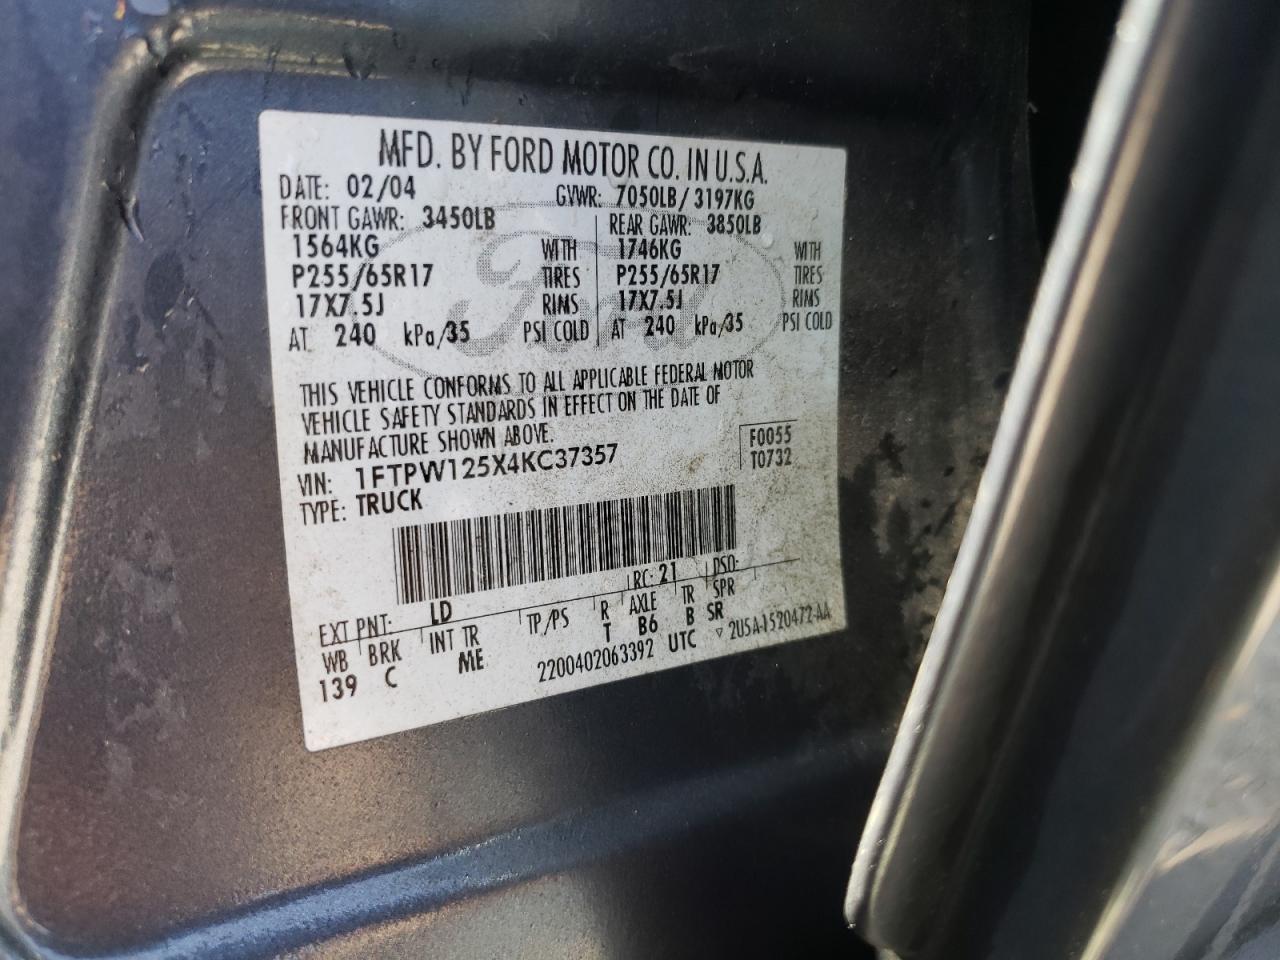 MFD. BY FORD MOTOR CO. IN U.S.A.
DATE: 02/04 GVWR: 7050LB/3197KG
FRONT GAWR: 3450LB REAR GAWR: 3850LB
1564KG WITH 1746KG WITH
P255/65R17 TIRES P255/65R17 TIRES
17X7.5J RIMS 17X7.5J RIMS
AT 240 kPa/35 PSI COLD AT 240 kPa/35 PSI COLD
Ford
THIS VEHICLE CONFORMS TO ALL APPLICABLE FEDERAL MOTOR
VEHICLE SAFETY STANDARDS IN EFFECT ON THE DATE OF
MANUFACTURE SHOWN ABOVE.
F0055
T0732
VIN: 1FTPW125X4KC37357
TYPE: TRUCK
EXT PNT: LD RC: 21 DSO:
WB BRK INT TR TP/PS R AXLE TR SPR
139 C ME T B6 B SR
2200402063392 UTC ▽ 2U5A-1520472-AA